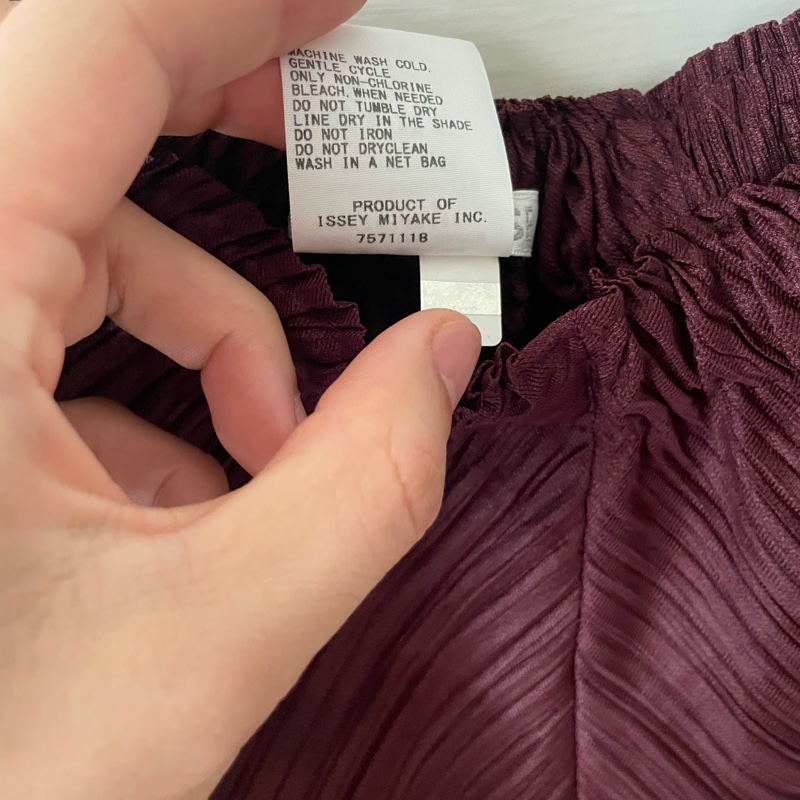 MACHINE WASH COLD.
GENTLE CYCLE
ONLY NON-CHLORINE
BLEACH, WHEN NEEDED
DO NOT TUMBLE DRY
LINE DRY IN THE SHADE
DO NOT IRON
DO NOT DRYCLEAN
WASH IN A NET BAG
PRODUCT OF
ISSEY MIYAKE INC.
7571118